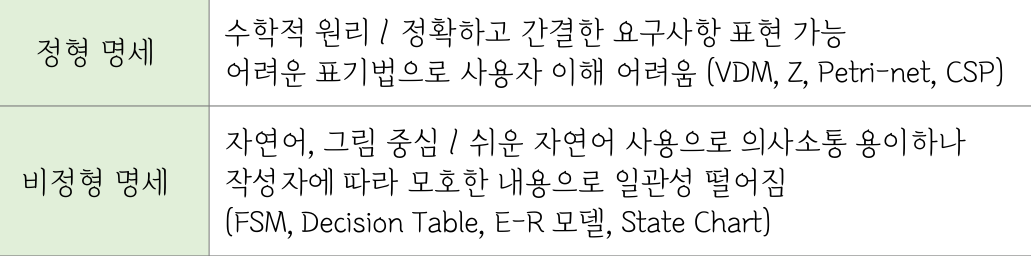 정형 명세
수학적 원리 / 정확하고 간결한 요구사항 표현 가능
어려운 표기법으로 사용자 이해 어려움 (VDM, Z, Petri-net, CSP)
비정형 명세
자연어, 그림 중심 / 쉬운 자연어 사용으로 의사소통 용이하나
작성자에 따라 모호한 내용으로 일관성 떨어짐
(FSM, Decision Table, E-R 모델, State Chart)